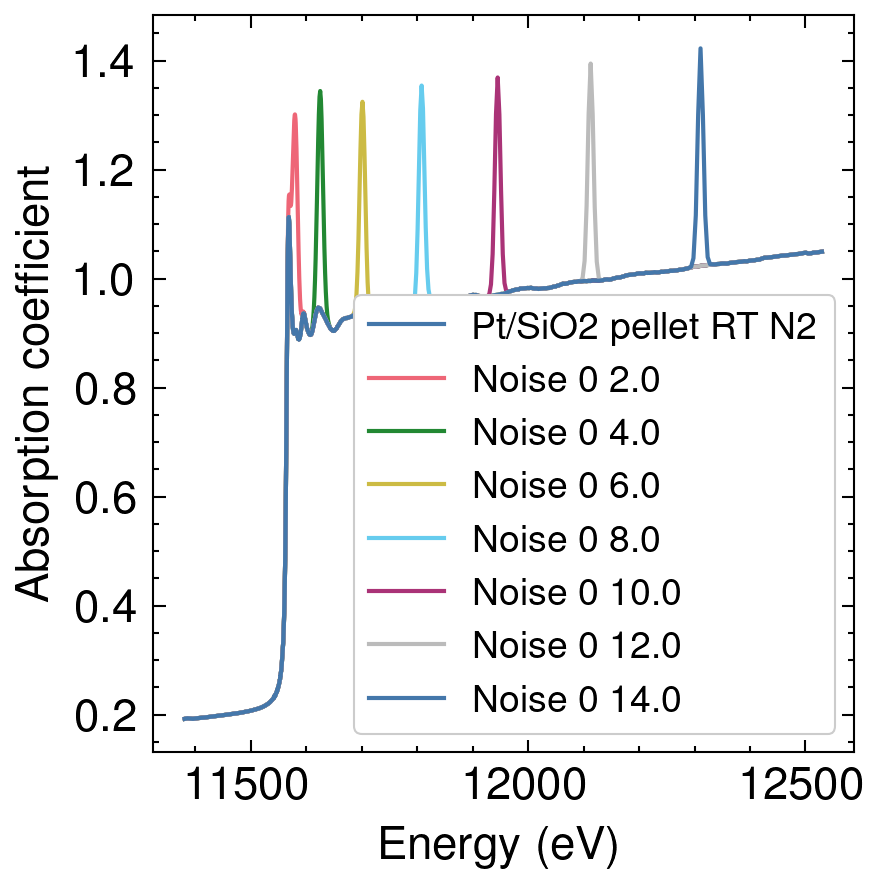 Absorption coefficient
1.4
1.2
1.0
0.8
0.6
0.4
0.2
Pt/SiO2 pellet RT N2
Noise 0 2.0
Noise 0 4.0
Noise 0 6.0
Noise 0 8.0
Noise 0 10.0
Noise 0 12.0
Noise 0 14.0
11500 12000 12500
Energy (eV)